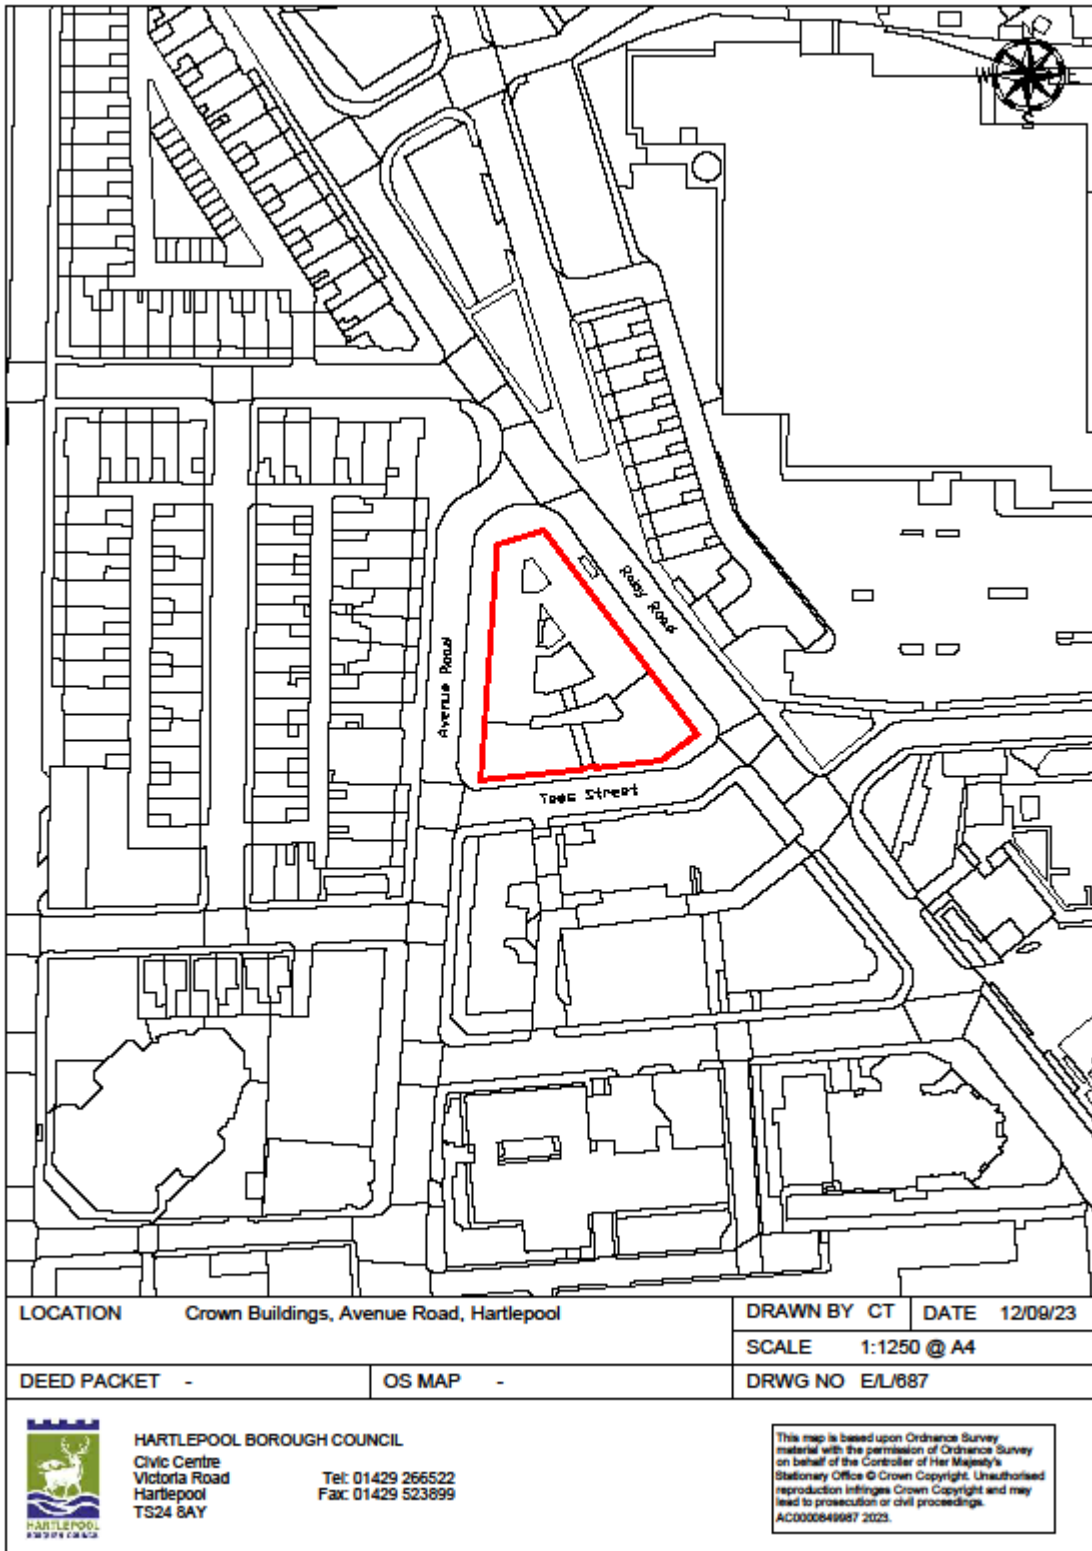 N
W E
S
Raby Road
Avenue Road
Tees Street
LOCATION Crown Buildings, Avenue Road, Hartlepool
DRAWN BY CT DATE 12/09/23
SCALE 1:1250 @ A4
DEED PACKET - OS MAP - DRWG NO E/L/687
HARTLEPOOL BOROUGH COUNCIL
Civic Centre
Victoria Road Tel: 01429 266522
Hartlepool Fax: 01429 523899
TS24 8AY
HARTLEPOOL
BOROUGH COUNCIL
This map is based upon Ordnance Survey
material with the permission of Ordnance Survey
on behalf of the Controller of Her Majesty's
Stationary Office © Crown Copyright. Unauthorised
reproduction infringes Crown Copyright and may
lead to prosecution or civil proceedings.
AC0000849987 2023.